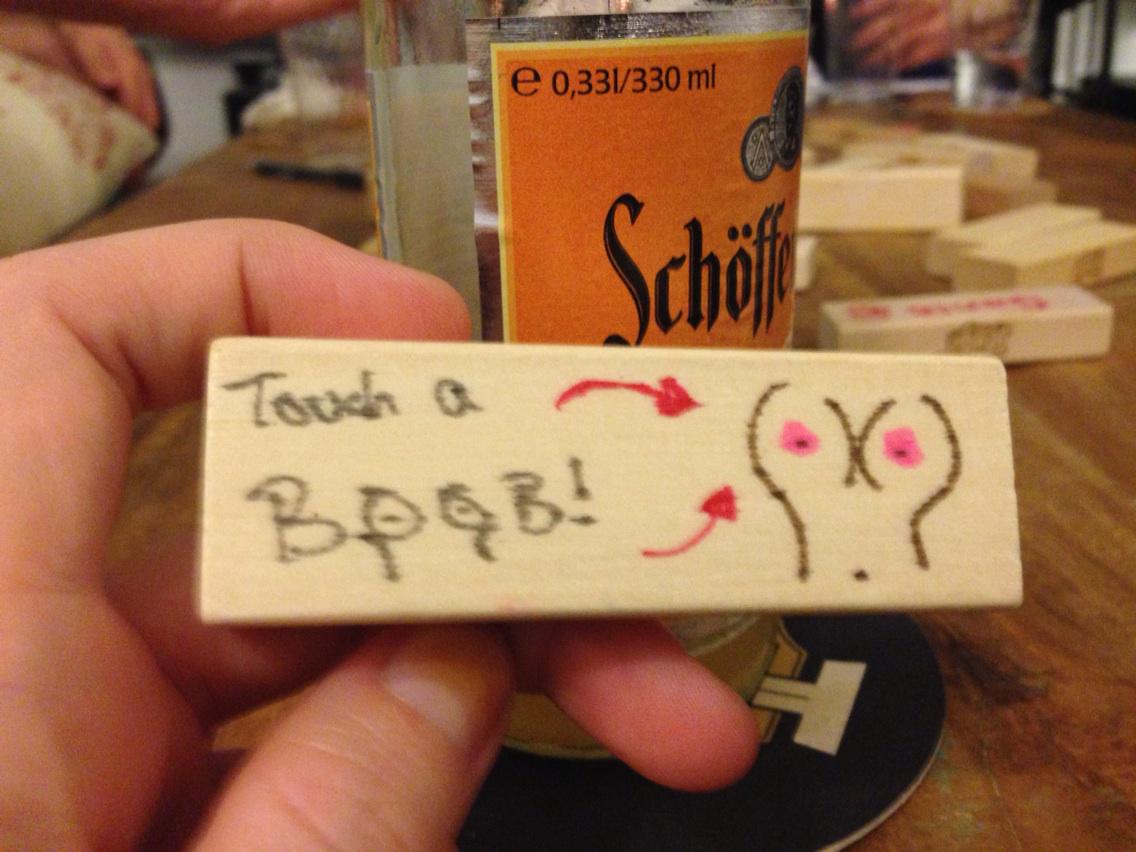 e 0,33l/330 ml
Schöffe
Touch a
BOOB!